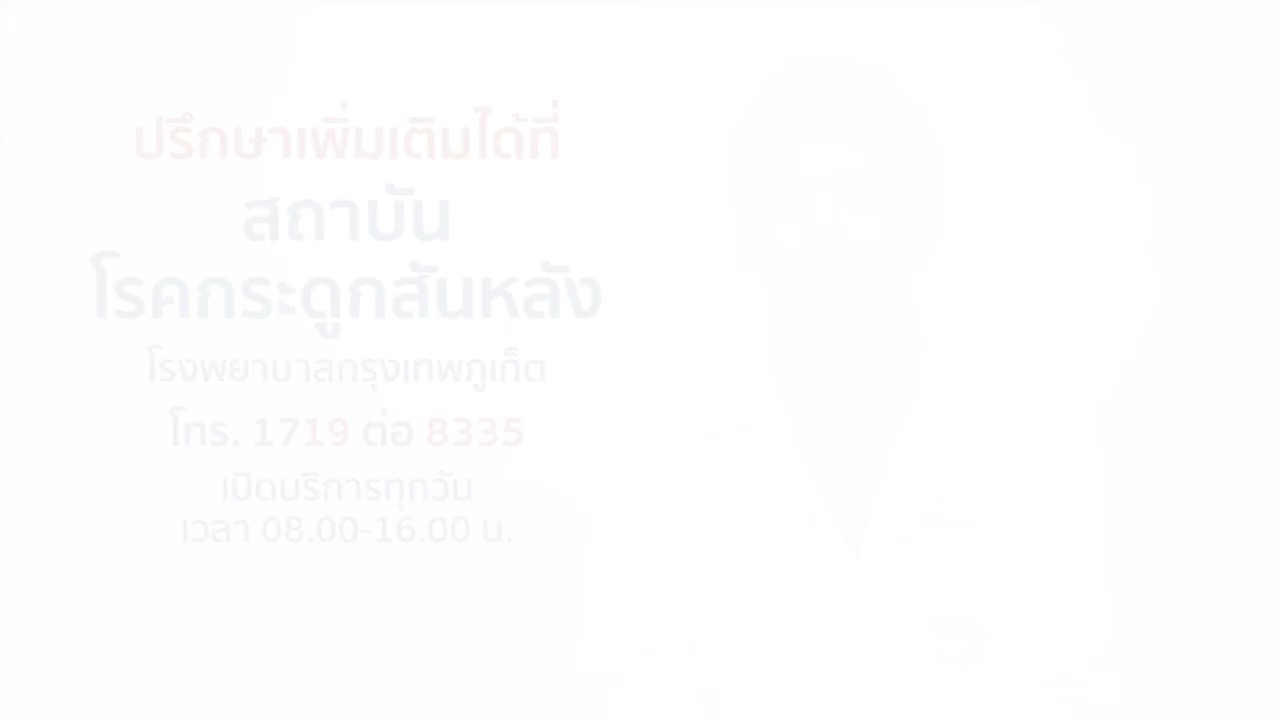 ปรึกษาเพิ่มเติมได้ที่
สถาบัน
โรคกระดูกสันหลัง
โรงพยาบาลกรุงเทพภูเก็ต
โทร. 1719 ต่อ 8335
เปิดบริการทุกวัน
เวลา 08.00-16.00 น.